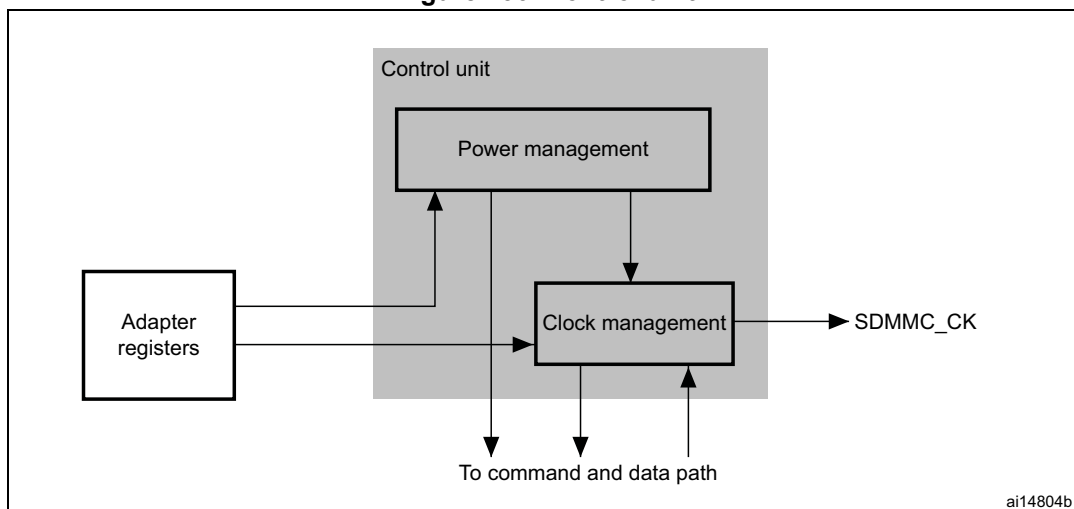 Control unit
Power management
Adapter
registers
Clock management
SDMMC_CK
To command and data path
ai14804b